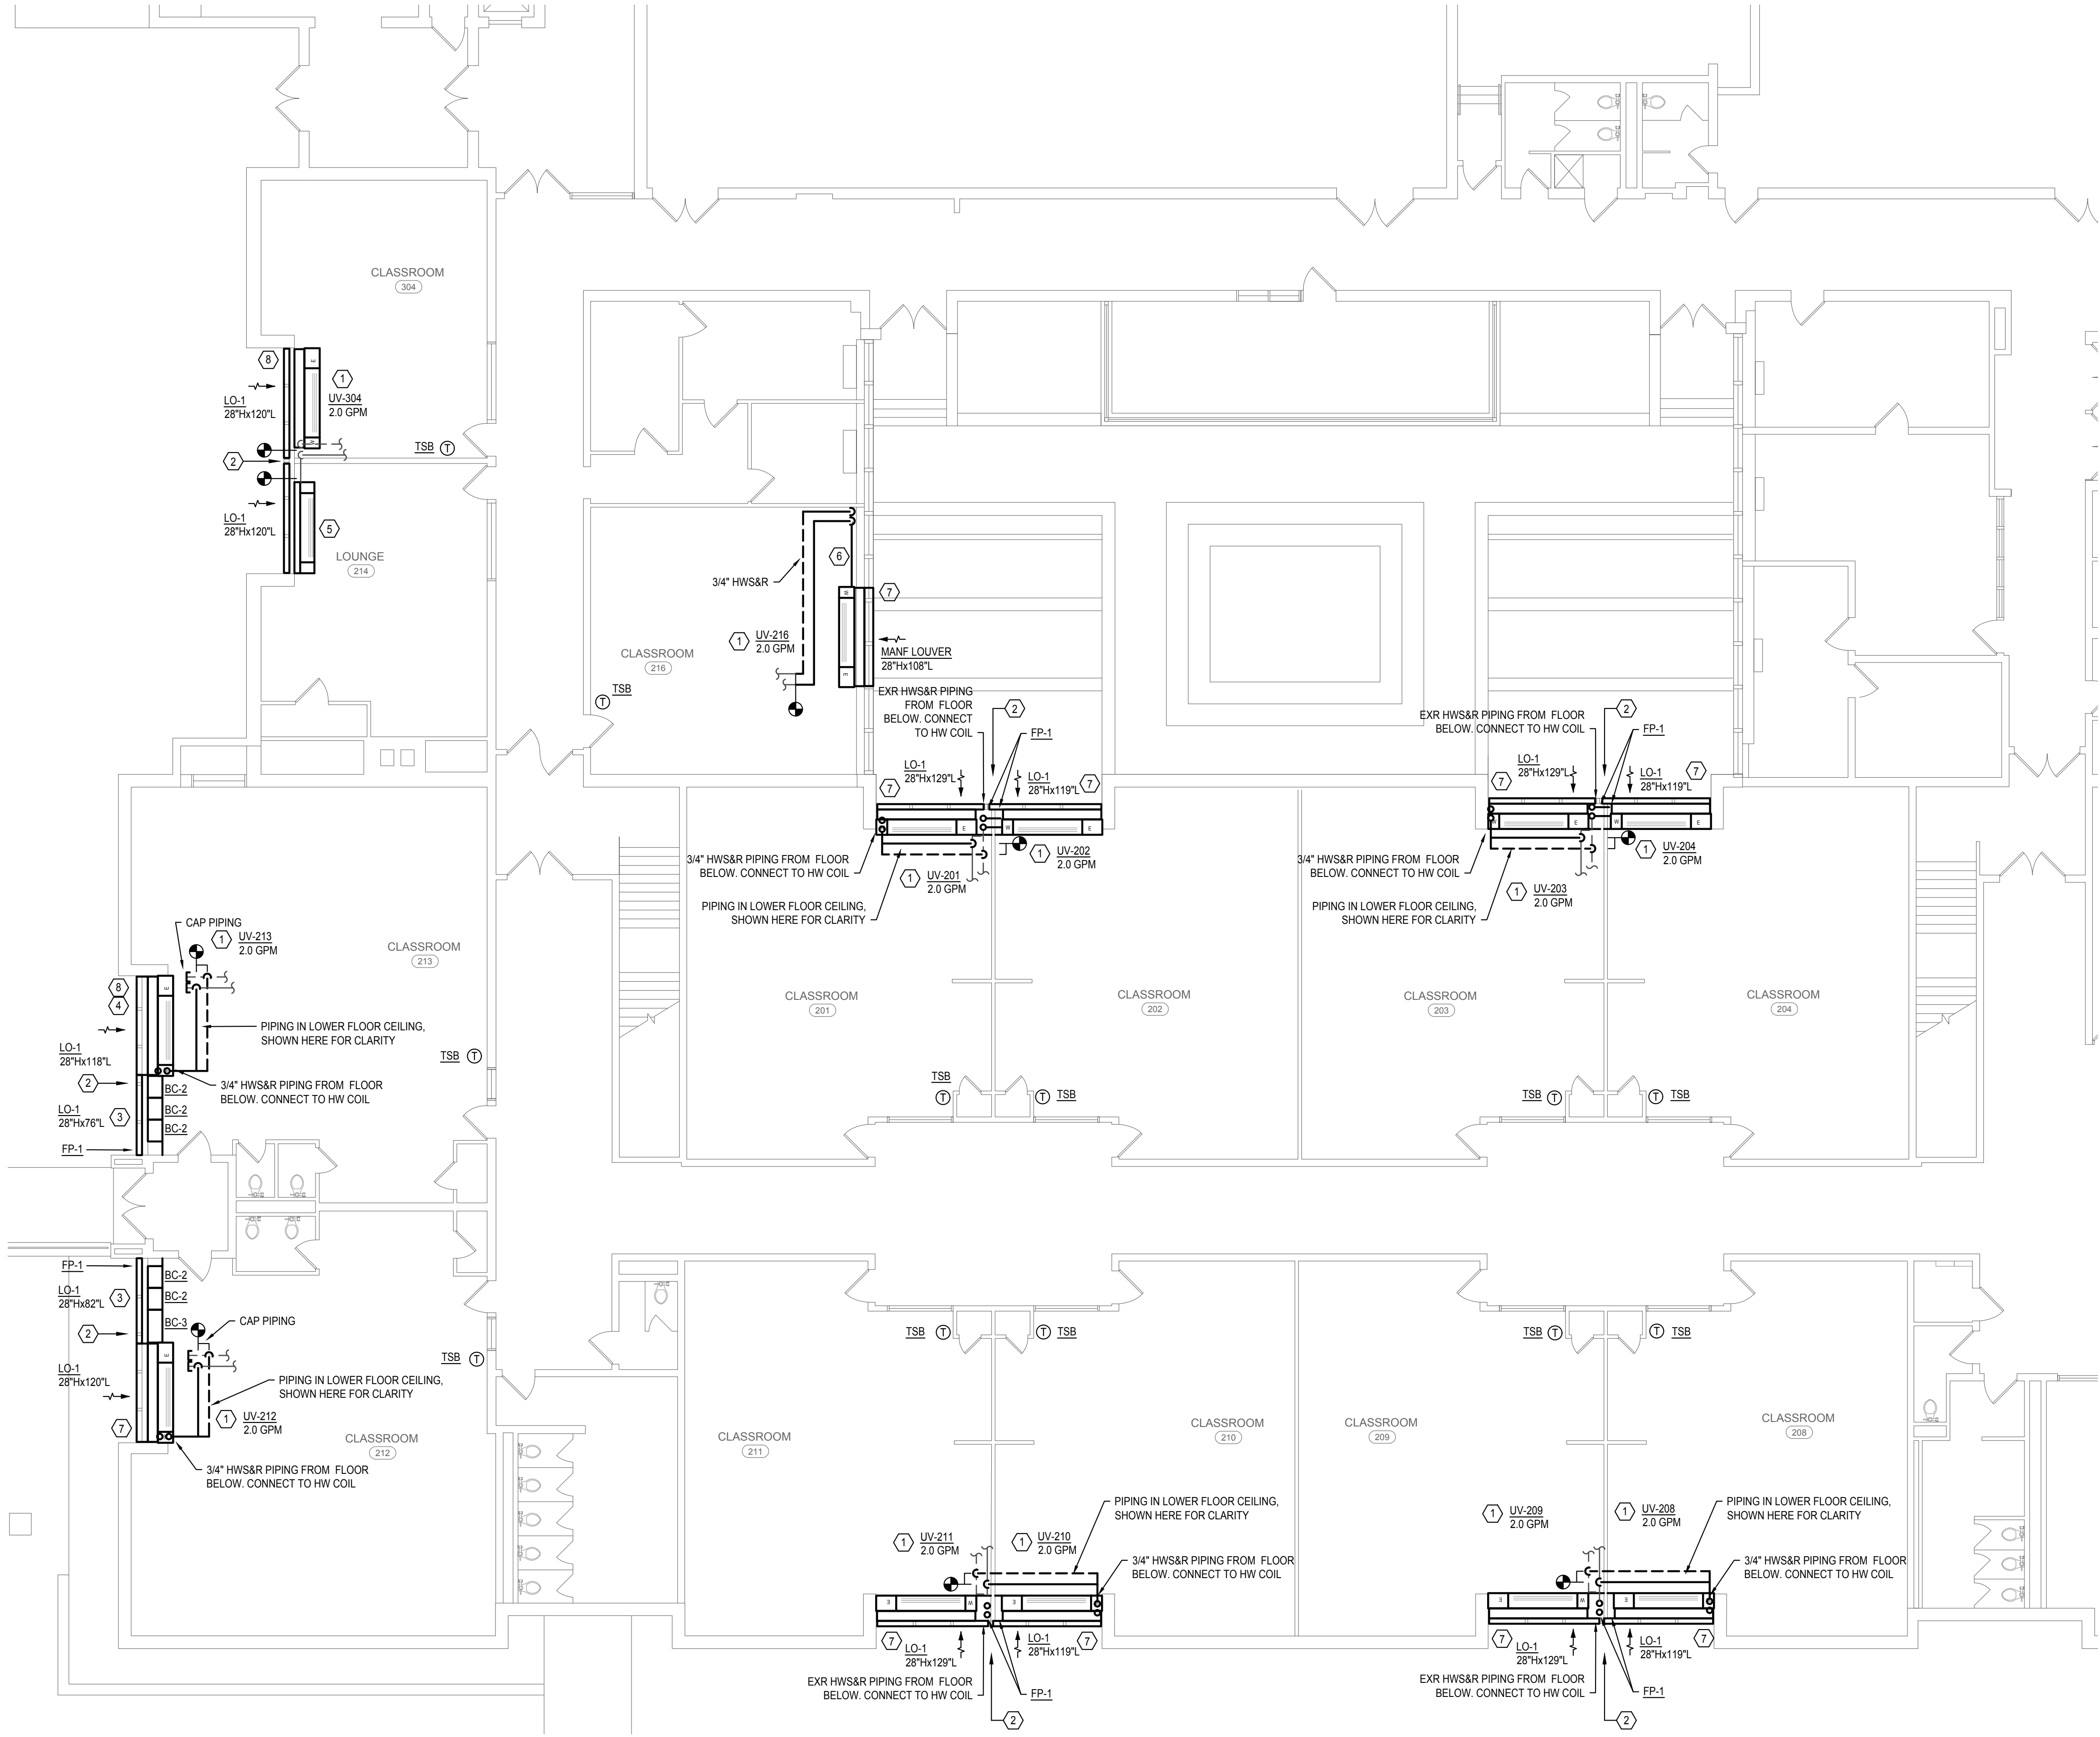 CLASSROOM
304
8
1
LO-1
28"Hx120"L
UV-304
2.0 GPM
E
W
TSB T
2
LO-1
28"Hx120"L
5
LOUNGE
214
6
3/4" HWS&R
W
7
1
UV-216
2.0 GPM
CLASSROOM
216
MANF LOUVER
28"Hx108"L
E
TSB
T
EXR HWS&R PIPING
FROM FLOOR
BELOW. CONNECT
TO HW COIL
2
FP-1
LO-1
28"Hx129"L
7
LO-1
28"Hx119"L
7
E
W
E
3/4" HWS&R PIPING FROM FLOOR
BELOW. CONNECT TO HW COIL
1
UV-202
2.0 GPM
1
UV-201
2.0 GPM
PIPING IN LOWER FLOOR CEILING,
SHOWN HERE FOR CLARITY
EXR HWS&R PIPING FROM FLOOR
BELOW. CONNECT TO HW COIL
2
FP-1
LO-1
28"Hx129"L
7
LO-1
28"Hx119"L
7
W
E
W
E
3/4" HWS&R PIPING FROM FLOOR
BELOW. CONNECT TO HW COIL
1
UV-204
2.0 GPM
1
UV-203
2.0 GPM
PIPING IN LOWER FLOOR CEILING,
SHOWN HERE FOR CLARITY
CAP PIPING
1
UV-213
2.0 GPM
CLASSROOM
213
8
4
E
PIPING IN LOWER FLOOR CEILING,
SHOWN HERE FOR CLARITY
LO-1
28"Hx118"L
TSB T
2
3/4" HWS&R PIPING FROM FLOOR
BELOW. CONNECT TO HW COIL
BC-2
LO-1
28"Hx76"L
3
BC-2
BC-2
FP-1
CLASSROOM
201
CLASSROOM
202
CLASSROOM
203
CLASSROOM
204
TSB
T
T TSB
TSB T
T TSB
FP-1
BC-2
LO-1
28"Hx82"L
3
BC-2
BC-3
2
CAP PIPING
E
TSB T
LO-1
28"Hx120"L
PIPING IN LOWER FLOOR CEILING,
SHOWN HERE FOR CLARITY
1
UV-212
2.0 GPM
7
CLASSROOM
212
3/4" HWS&R PIPING FROM FLOOR
BELOW. CONNECT TO HW COIL
TSB T
T TSB
TSB T
T TSB
CLASSROOM
211
CLASSROOM
210
CLASSROOM
209
CLASSROOM
208
1
UV-211
2.0 GPM
1
UV-210
2.0 GPM
PIPING IN LOWER FLOOR CEILING,
SHOWN HERE FOR CLARITY
3/4" HWS&R PIPING FROM FLOOR
BELOW. CONNECT TO HW COIL
E
W
E
7
LO-1
28"Hx129"L
LO-1
28"Hx119"L
7
EXR HWS&R PIPING FROM FLOOR
BELOW. CONNECT TO HW COIL
FP-1
2
1
UV-209
2.0 GPM
1
UV-208
2.0 GPM
PIPING IN LOWER FLOOR CEILING,
SHOWN HERE FOR CLARITY
3/4" HWS&R PIPING FROM FLOOR
BELOW. CONNECT TO HW COIL
E
W
E
7
LO-1
28"Hx129"L
LO-1
28"Hx119"L
7
EXR HWS&R PIPING FROM FLOOR
BELOW. CONNECT TO HW COIL
FP-1
2